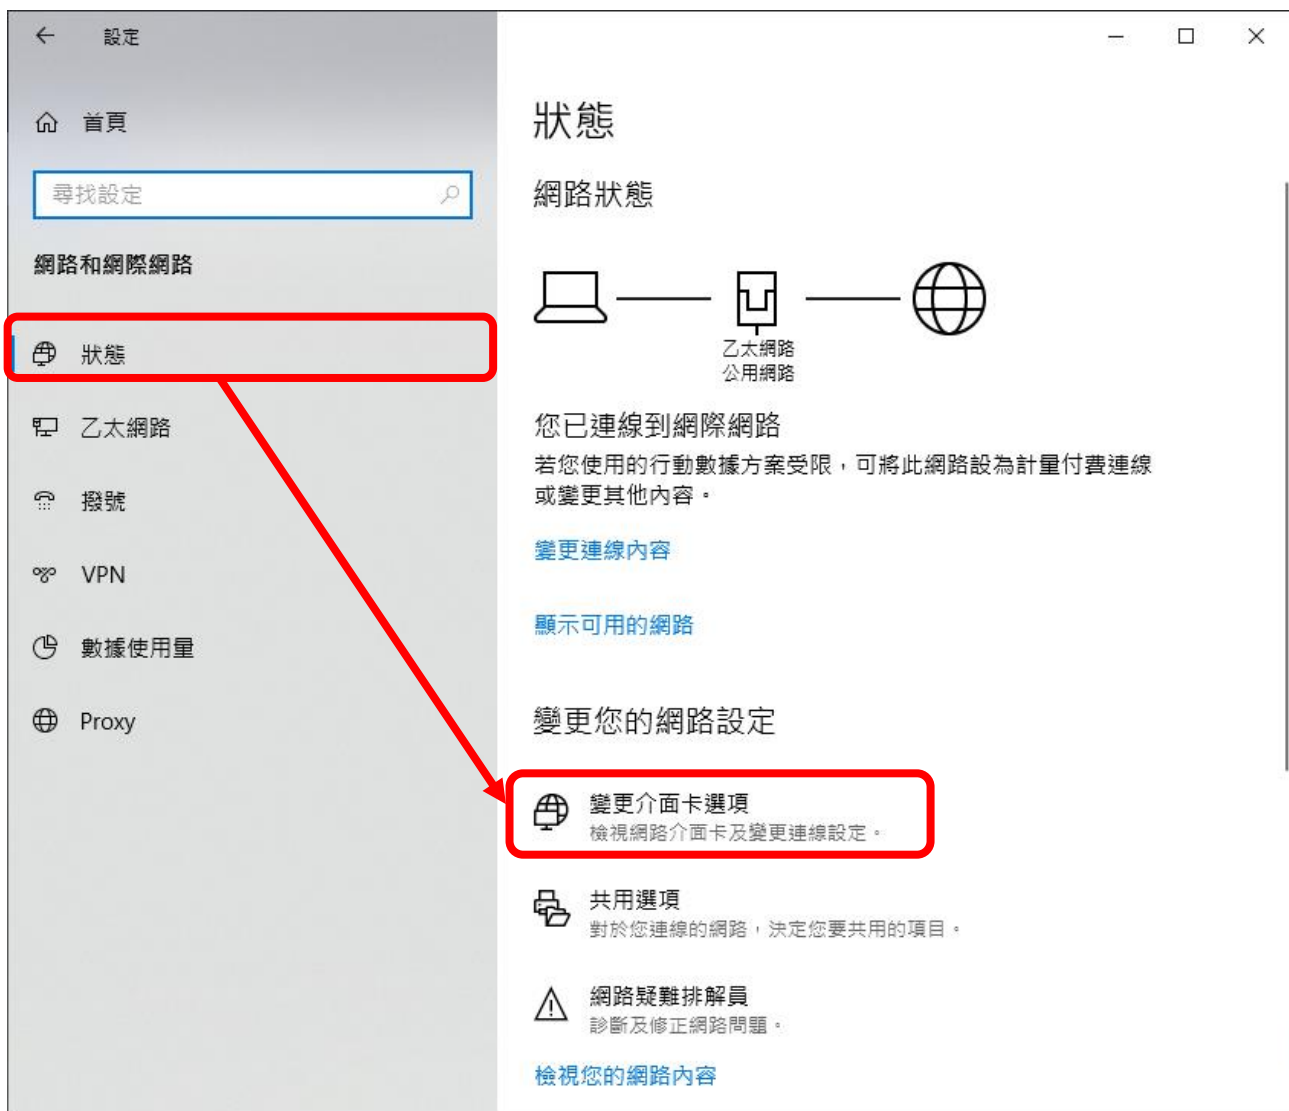 設定
首頁
尋找設定
網路和網際網路
狀態
乙太網路
撥號
VPN
數據使用量
Proxy
狀態
網路狀態
乙太網路
公用網路
您已連線到網際網路
若您使用的行動數據方案受限，可將此網路設為計量付費連線
或變更其他內容。
變更連線內容
顯示可用的網路
變更您的網路設定
變更介面卡選項
檢視網路介面卡及變更連線設定。
共用選項
對於您連線的網路，決定您要共用的項目。
網路疑難排解員
診斷及修正網路問題。
檢視您的網路內容